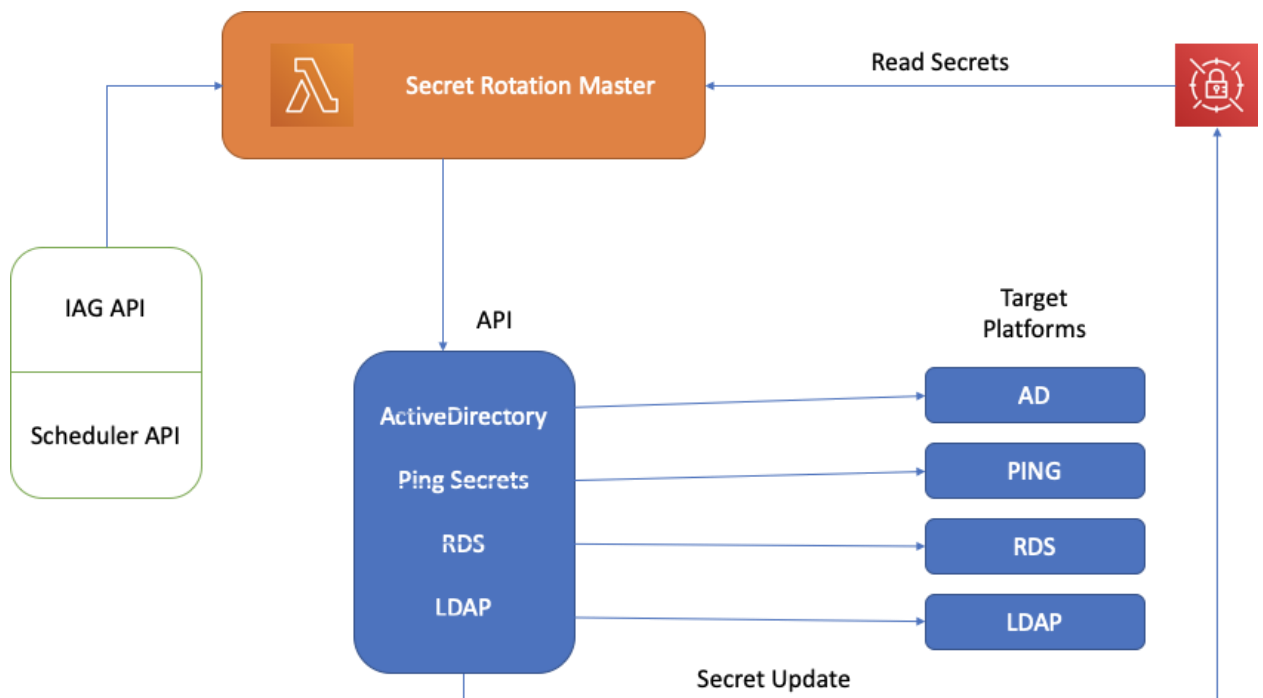 Secret Rotation Master
Read Secrets
IAG API
Scheduler API
API
ActiveDirectory
Ping Secrets
RDS
LDAP
Target
Platforms
AD
PING
RDS
LDAP
Secret Update